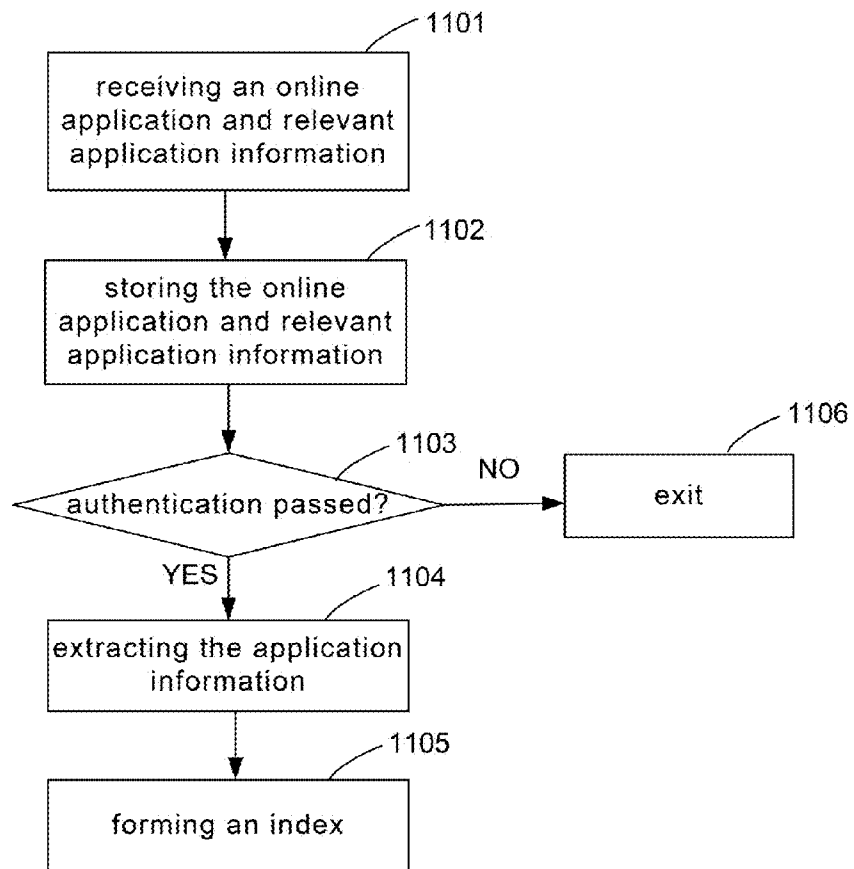 1101
receiving an online
application and relevant
application information
1102
storing the online
application and relevant
application information
1103
authentication passed?
NO
1106
exit
YES
1104
extracting the application
information
1105
forming an index